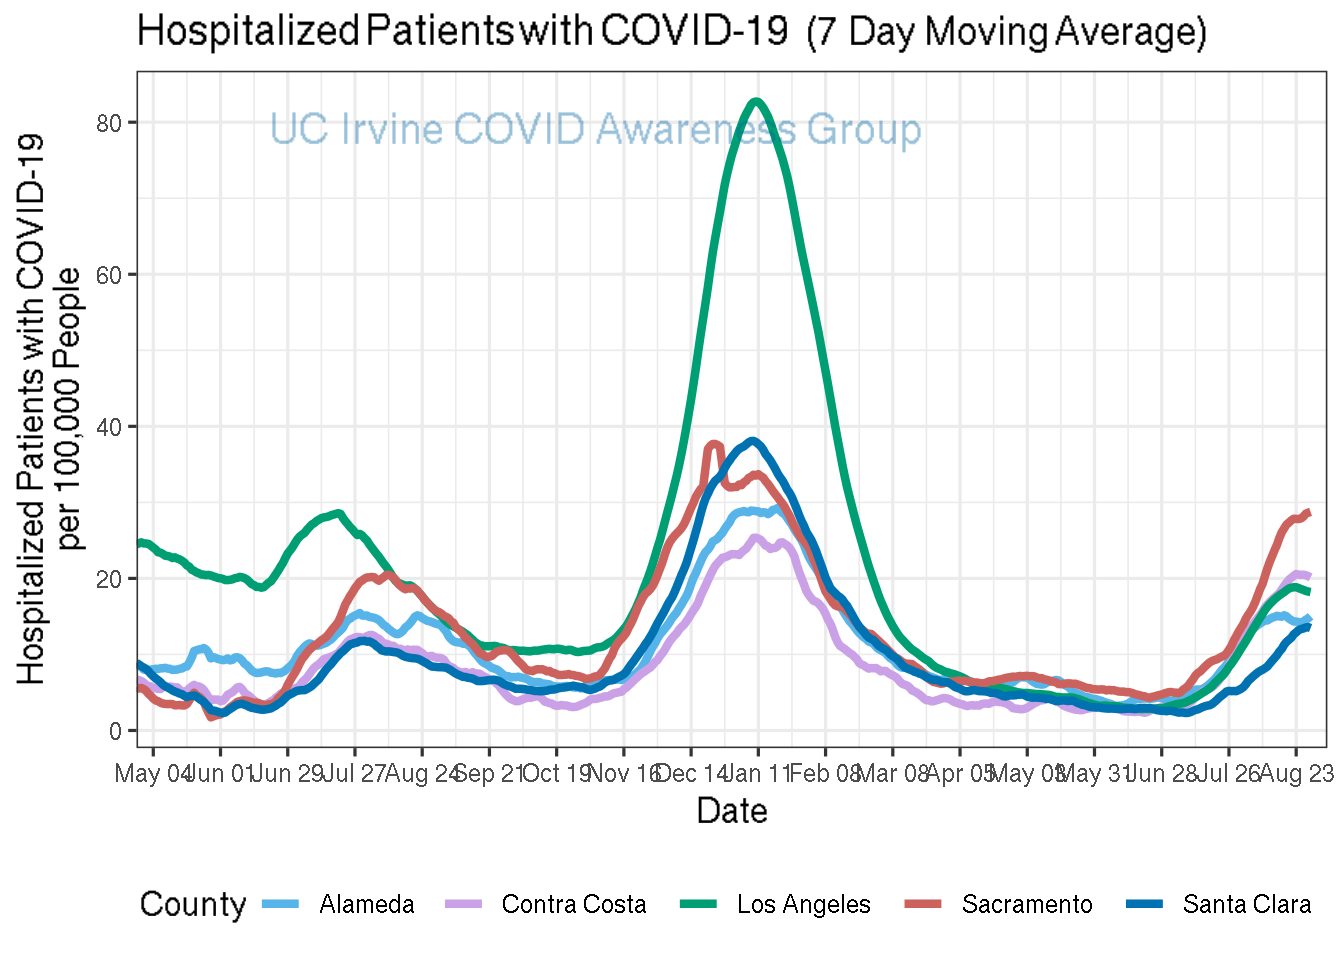 Hospitalized Patients with COVID-19 (7 Day Moving Average)
UC Irvine COVID Awareness Group
Hospitalized Patients with COVID-19
per 100,000 People
80
60
40
20
0
May 04 Jun 01 Jun 29 Jul 27 Aug 24 Sep 21 Oct 19 Nov 16 Dec 14 Jan 11 Feb 08 Mar 08 Apr 05 May 03 May 31 Jun 28 Jul 26 Aug 23
Date
County Alameda Contra Costa Los Angeles Sacramento Santa Clara